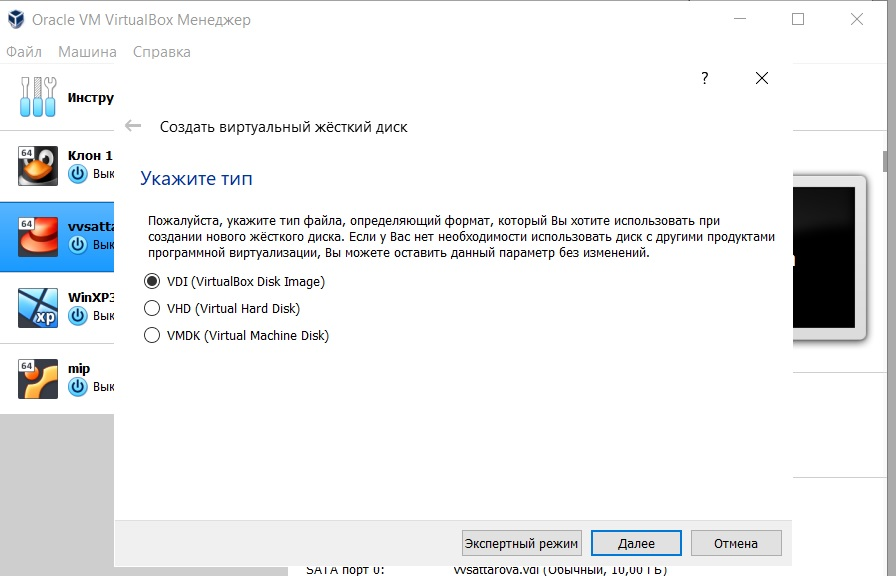 Oracle VM VirtualBox Менеджер
Файл Машина Справка
?
Инстру
Создать виртуальный жёсткий диск
64
Клон 1
Вык
Укажите тип
64
vvsatta
Вык
Пожалуйста, укажите тип файла, определяющий формат, который Вы хотите использовать при
создании нового жёсткого диска. Если у Вас нет необходимости использовать диск с другими продуктами
программной виртуализации, Вы можете оставить данный параметр без изменений.
VDI (VirtualBox Disk Image)
WinXP3
xp
Вык
VHD (Virtual Hard Disk)
VMDK (Virtual Machine Disk)
64
mip
Вык
Экспертный режим Далее Отмена
SATA порт 0: vvsattarova.vdi (Обычный, 10,00 ГБ)